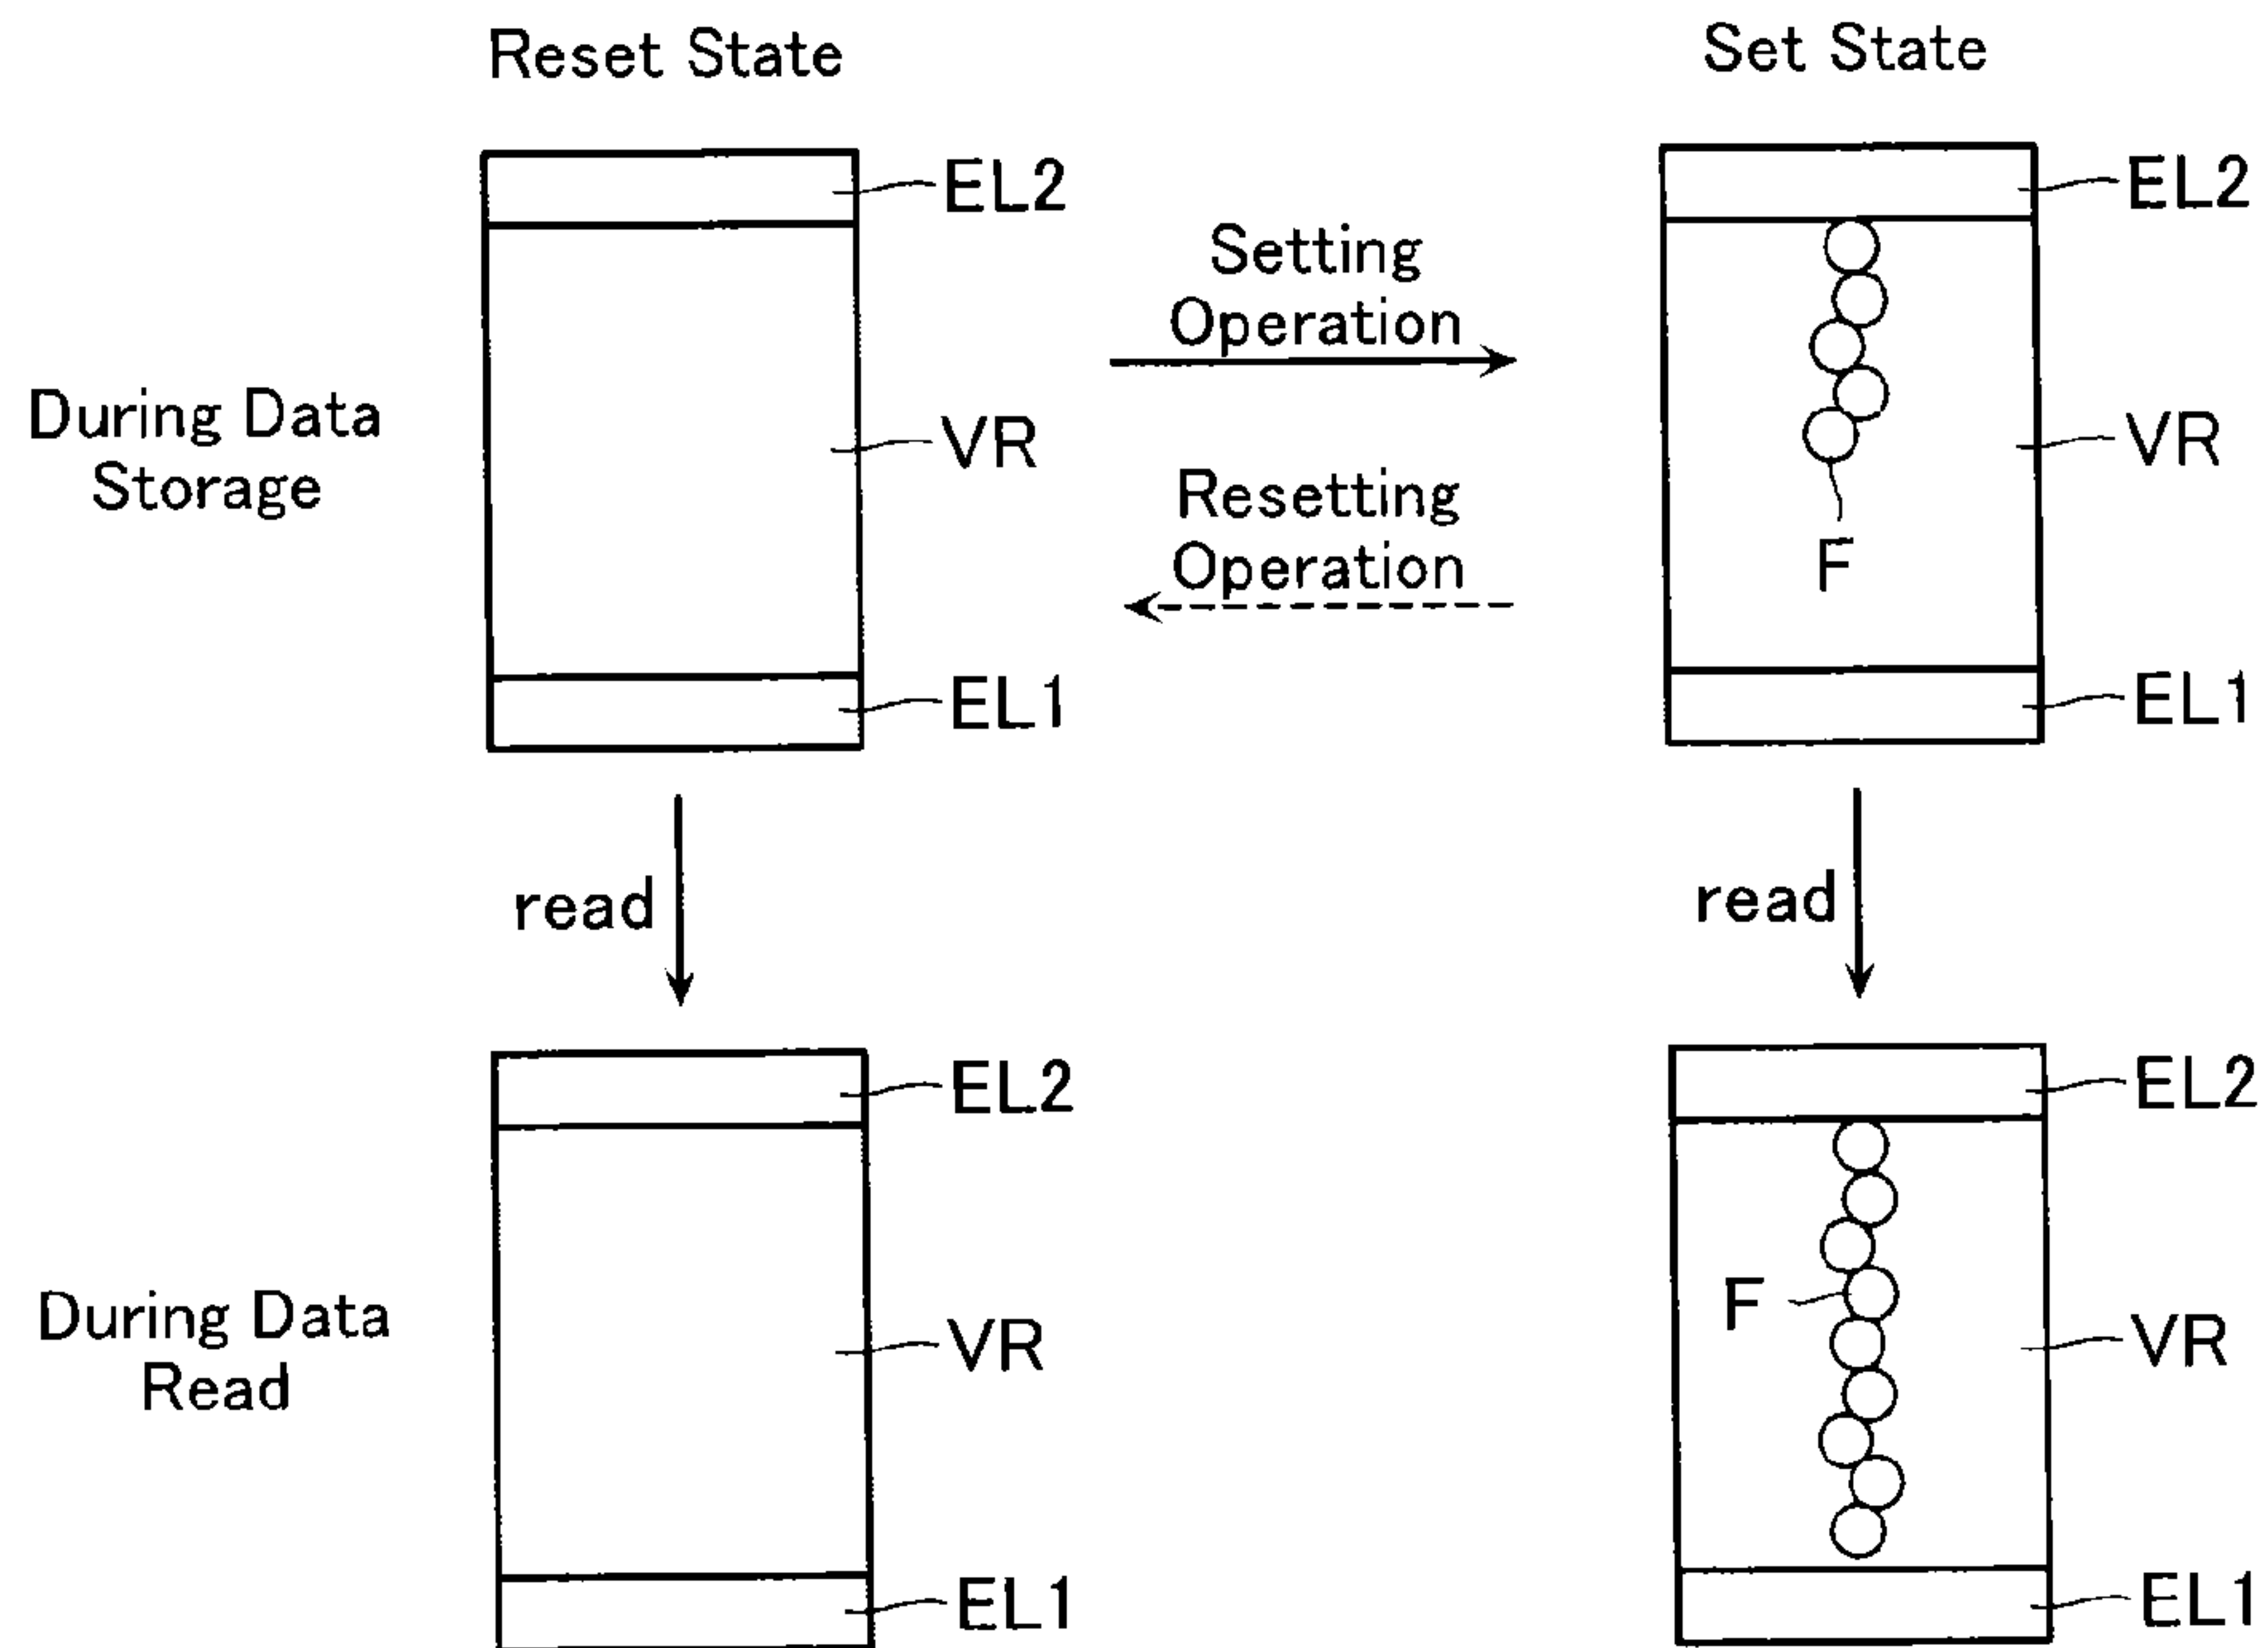 Reset State
Set State
EL2
EL2
Setting
Operation
During Data
Storage
VR
VR
Resetting
Operation
F
EL1
EL1
read
read
EL2
EL2
During Data
Read
F
VR
VR
EL1
EL1